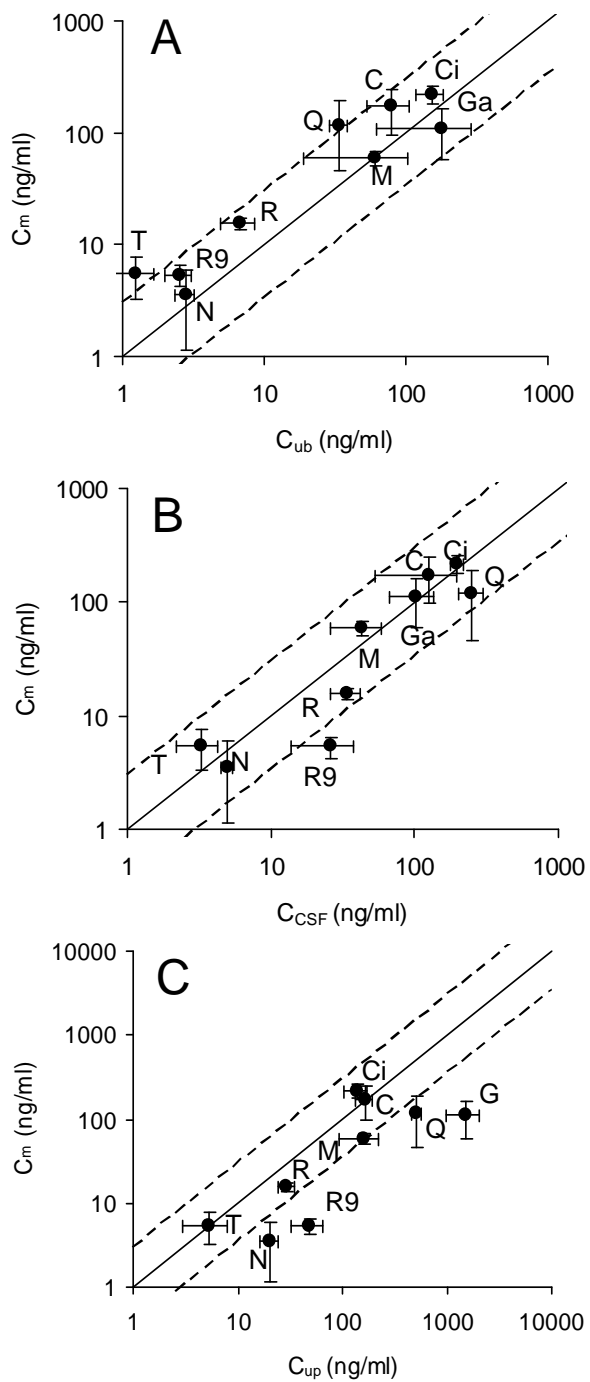 A
1000
100
10
1
Cm (ng/ml)
T
R9
N
R
Q
M
C
Ci
Ga
1 10 100 1000
Cub (ng/ml)
B
1000
100
10
1
Cm (ng/ml)
T
N
R9
R
M
Ga
C
Ci
Q
1 10 100 1000
CCSF (ng/ml)
C
10000
1000
100
10
1
Cm (ng/ml)
Ci
C
G
Q
M
R
R9
T
N
1 10 100 1000 10000
Cup (ng/ml)